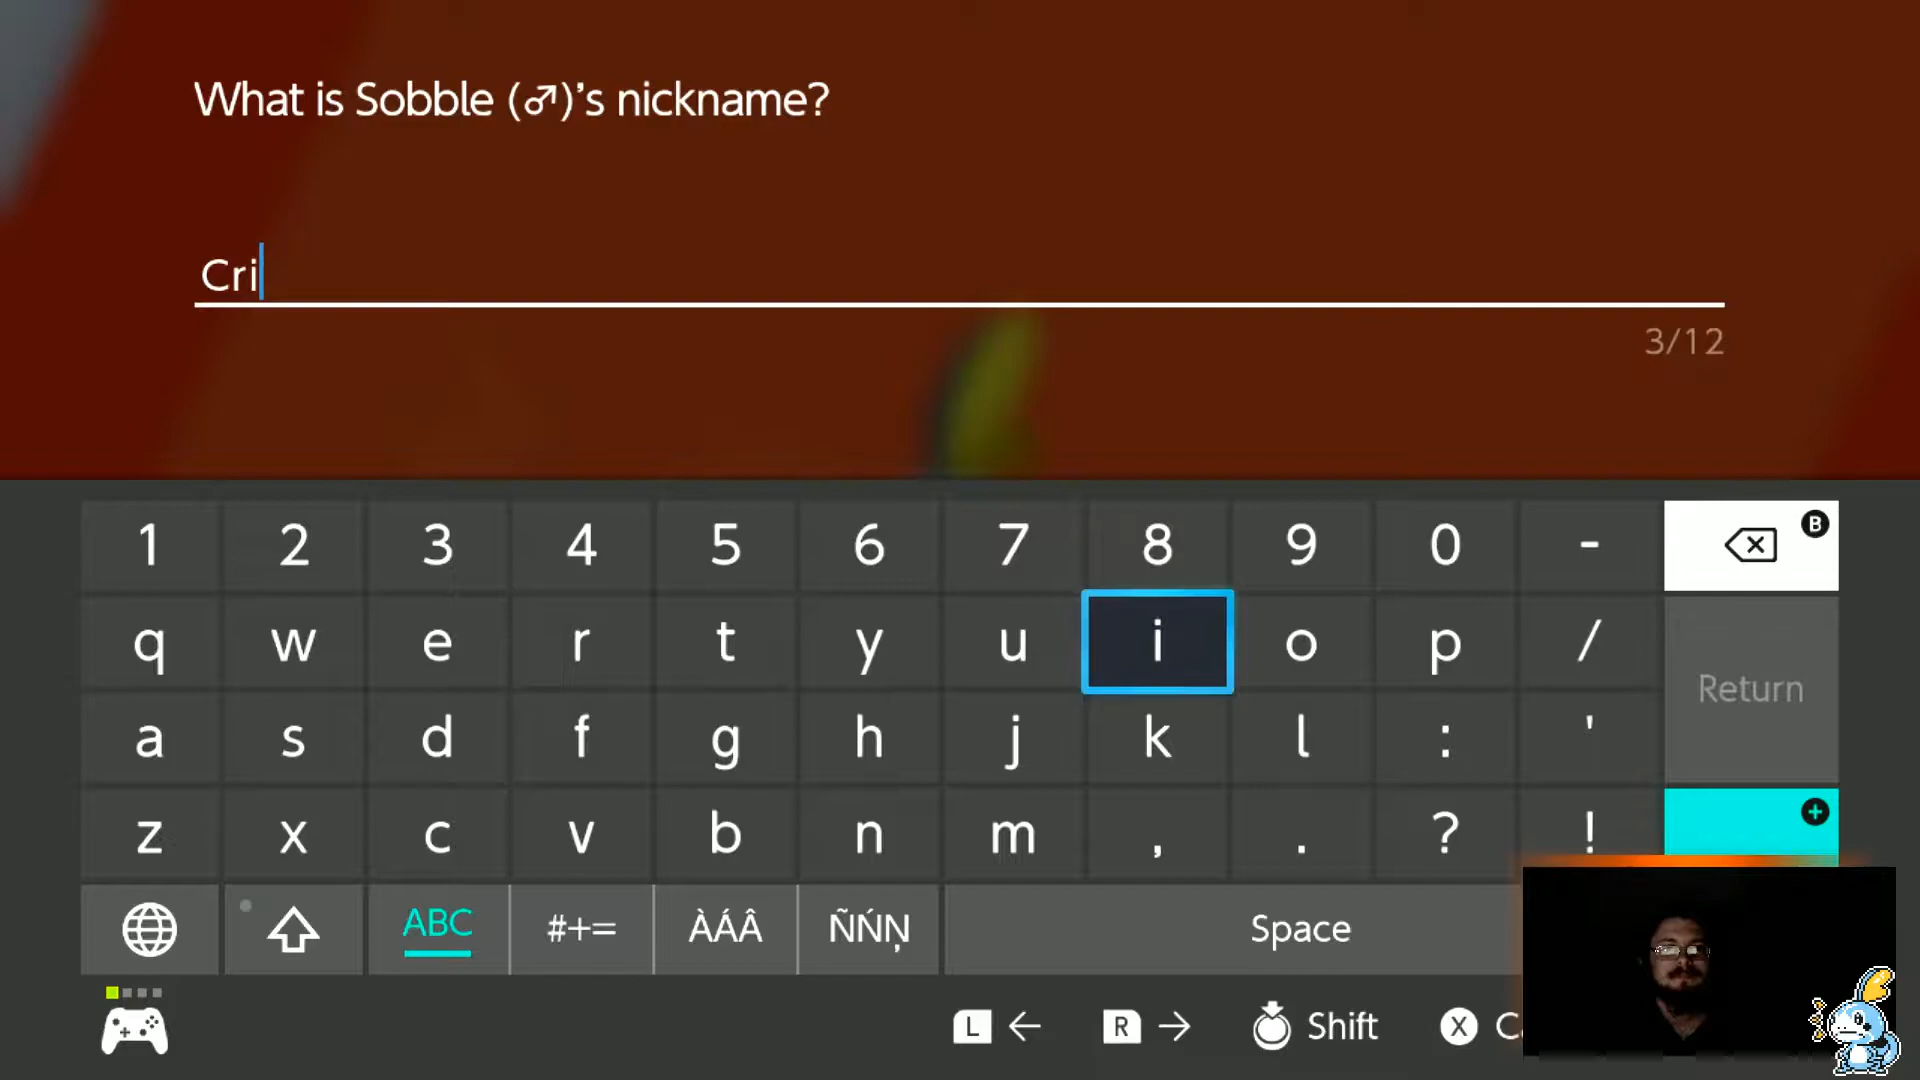 What is Sobble (♂)’s nickname?
Cri
3/12
1 2 3 4 5 6 7 8 9 0 - B
q w e r t y u i o p /
Return
a s d f g h j k l : '
z x c v b n m , . ? ! +
ABC #+= ÀÁÂ ÑŃŅ Space
L ← R → Shift X